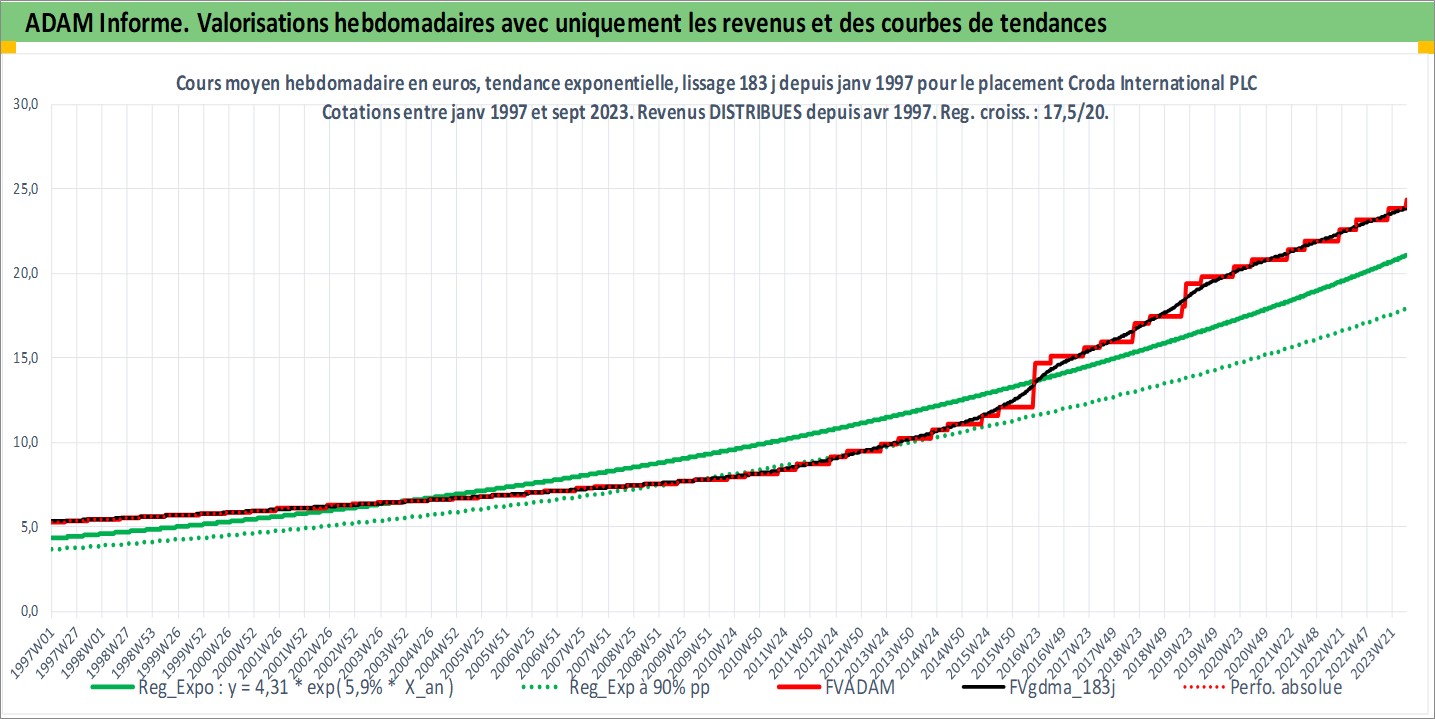 ADAM Informe. Valorisations hebdomadaires avec uniquement les revenus et des courbes de tendances
Cours moyen hebdomadaire en euros, tendance exponentielle, lissage 183 j depuis janv 1997 pour le placement Croda International PLC
Cotations entre janv 1997 et sept 2023. Revenus DISTRIBUES depuis avr 1997. Reg. croiss. : 17,5/20.
30,0
25,0
20,0
15,0
10,0
5,0
0,0
1997W01
1997W27
1998W01
1998W27
1998W53
1999W26
1999W52
2000W26
2000W52
2001W26
2001W52
2002W26
2002W52
2003W26
2003W52
2004W26
2004W52
2005W25
2005W51
2006W25
2006W51
2007W25
2007W51
2008W25
2008W51
2009W25
2009W51
2010W24
2010W50
2011W24
2011W50
2012W24
2012W50
2013W24
2013W50
2014W24
2014W50
2015W24
2015W50
2016W23
2016W49
2017W23
2017W49
2018W23
2018W49
2019W23
2019W49
2020W23
2020W49
2021W22
2021W48
2022W21
2022W47
2023W21
Reg_Expo : y = 4,31 * exp( 5,9% * X_an )
Reg_Exp à 90% pp
FVADAM
FVgdma_183j
Perfo. absolue